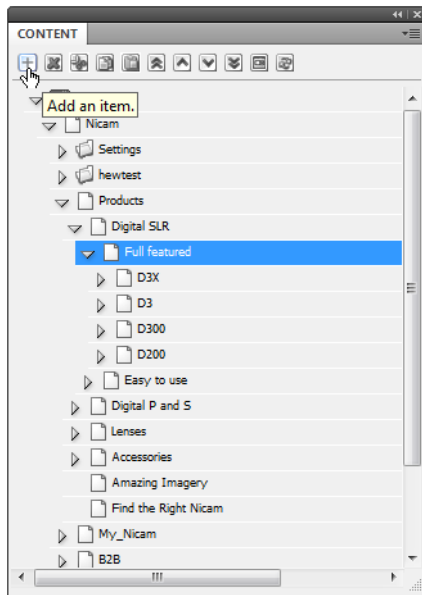 CONTENT
Add an item.
Nicam
Settings
hewtest
Products
Digital SLR
Full featured
D3X
D3
D300
D200
Easy to use
Digital P and S
Lenses
Accessories
Amazing Imagery
Find the Right Nicam
My_Nicam
B2B